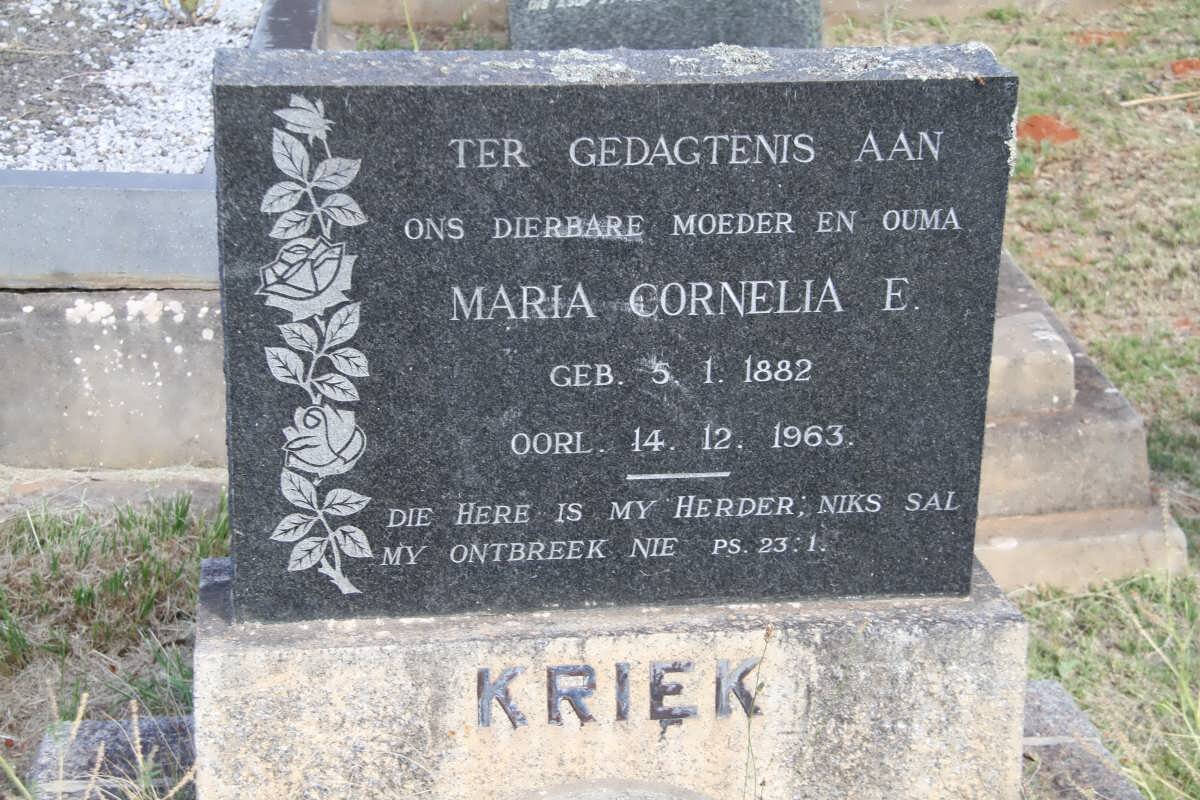 TER GEDAGTENIS AAN
ONS DIERBARE MOEDER EN OUMA
MARIA CORNELIA E.
GEB. 5. 1. 1882
OORL. 14. 12. 1963.
DIE HERE IS MY HERDER; NIKS SAL
MY ONTBREEK NIE PS. 23:1.
KRIEK